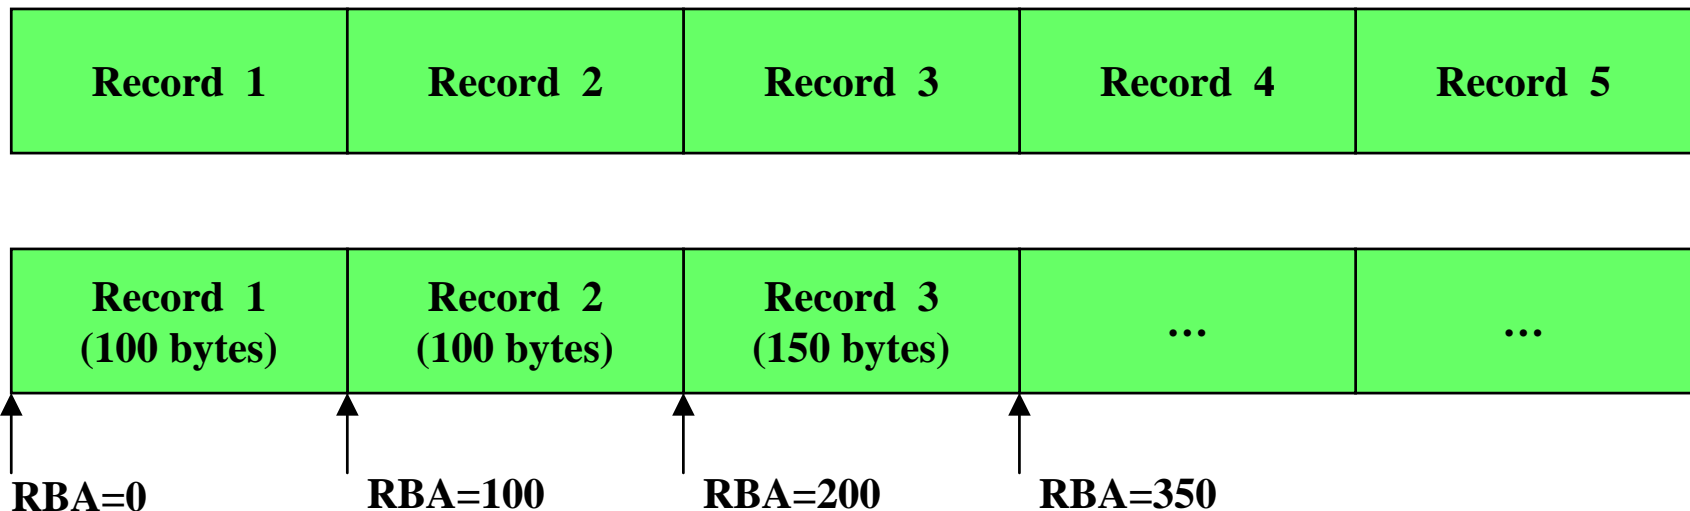 Record 1
Record 2
Record 3
Record 4
Record 5
Record 1
(100 bytes)
Record 2
(100 bytes)
Record 3
(150 bytes)
...
...
RBA=0
RBA=100
RBA=200
RBA=350